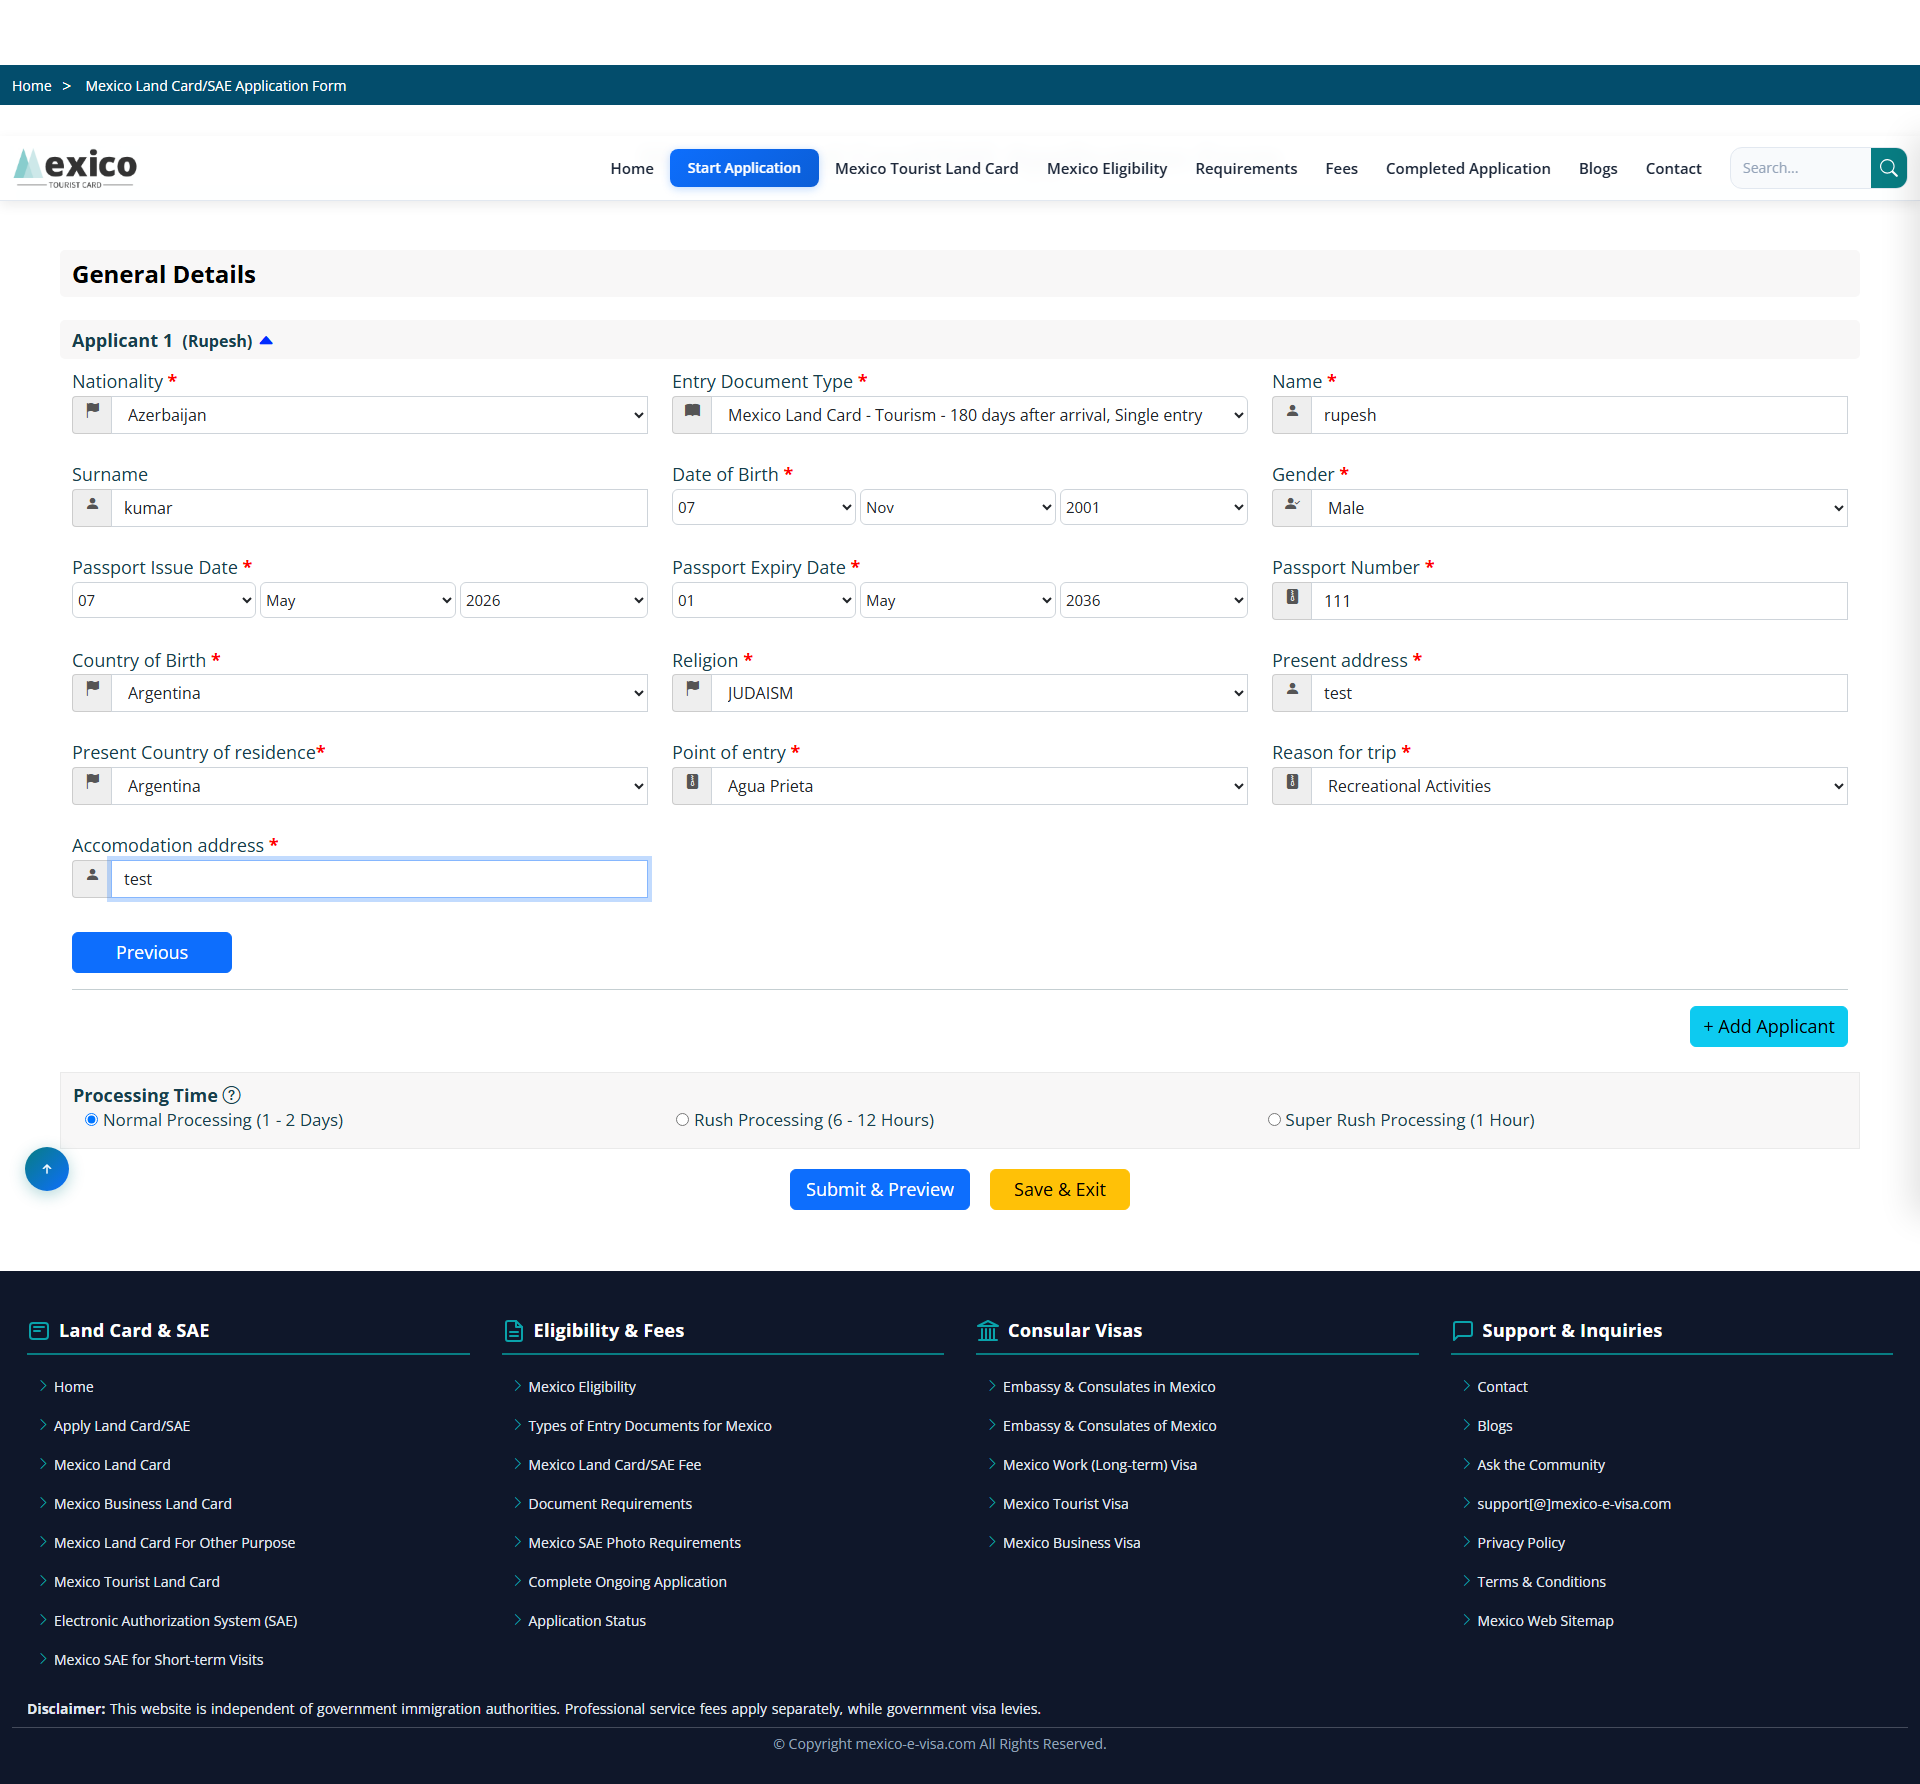 Home > Mexico Land Card/SAE Application Form
Mexico
TOURIST CARD
Home Start Application Mexico Tourist Land Card Mexico Eligibility Requirements Fees Completed Application Blogs Contact Search...
General Details
Applicant 1 (Rupesh)
Nationality * Entry Document Type * Name *
Azerbaijan Mexico Land Card - Tourism - 180 days after arrival, Single entry rupesh
Surname Date of Birth * Gender *
kumar 07 Nov 2001 Male
Passport Issue Date * Passport Expiry Date * Passport Number *
07 May 2026 01 May 2036 111
Country of Birth * Religion * Present address *
Argentina JUDAISM test
Present Country of residence* Point of entry * Reason for trip *
Argentina Agua Prieta Recreational Activities
Accomodation address *
test
Previous
+ Add Applicant
Processing Time ?
Normal Processing (1 - 2 Days) Rush Processing (6 - 12 Hours) Super Rush Processing (1 Hour)
Submit & Preview Save & Exit
Land Card & SAE
Home
Apply Land Card/SAE
Mexico Land Card
Mexico Business Land Card
Mexico Land Card For Other Purpose
Mexico Tourist Land Card
Electronic Authorization System (SAE)
Mexico SAE for Short-term Visits
Eligibility & Fees
Mexico Eligibility
Types of Entry Documents for Mexico
Mexico Land Card/SAE Fee
Document Requirements
Mexico SAE Photo Requirements
Complete Ongoing Application
Application Status
Consular Visas
Embassy & Consulates in Mexico
Embassy & Consulates of Mexico
Mexico Work (Long-term) Visa
Mexico Tourist Visa
Mexico Business Visa
Support & Inquiries
Contact
Blogs
Ask the Community
support[@]mexico-e-visa.com
Privacy Policy
Terms & Conditions
Mexico Web Sitemap
Disclaimer: This website is independent of government immigration authorities. Professional service fees apply separately, while government visa levies.
© Copyright mexico-e-visa.com All Rights Reserved.